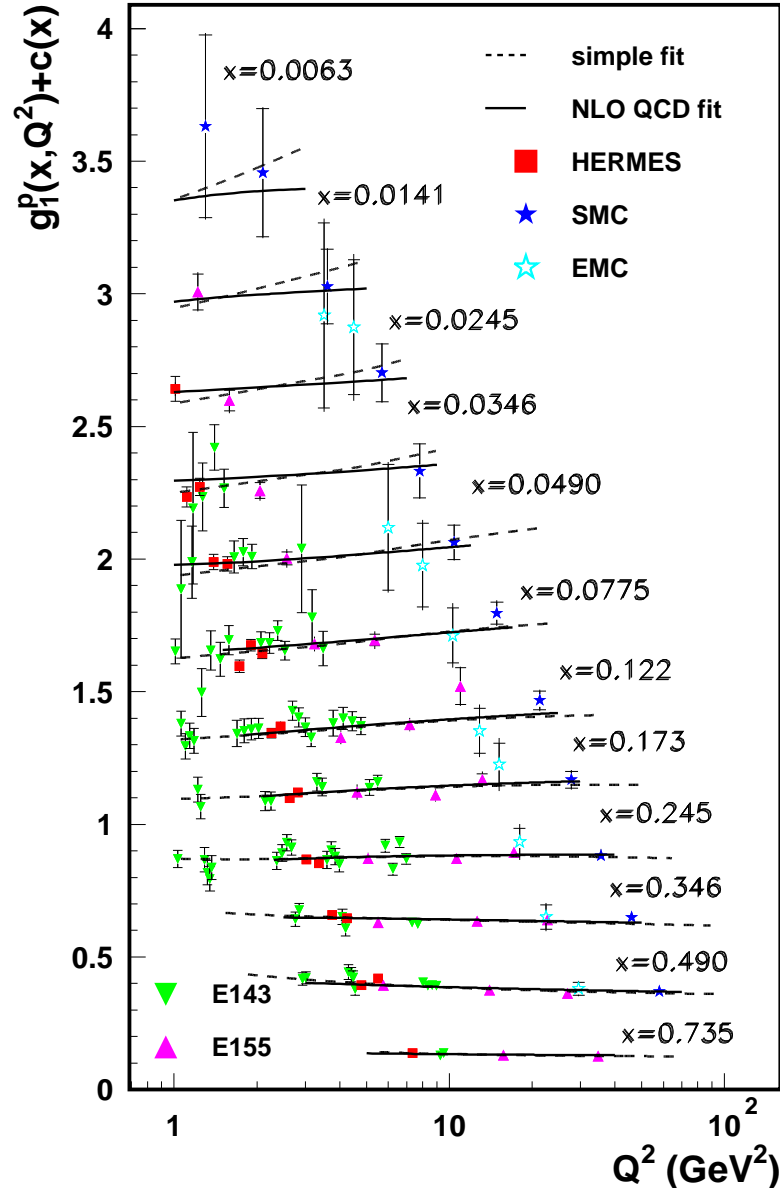 g₁ᵖ(x,Q²)+c(x)
4
3.5
3
2.5
2
1.5
1
0.5
0
x=0.0063
x=0.0141
x=0.0245
x=0.0346
x=0.0490
x=0.0775
x=0.122
x=0.173
x=0.245
x=0.346
x=0.490
x=0.735
simple fit
NLO QCD fit
HERMES
SMC
EMC
E143
E155
1
10
10²
Q² (GeV²)